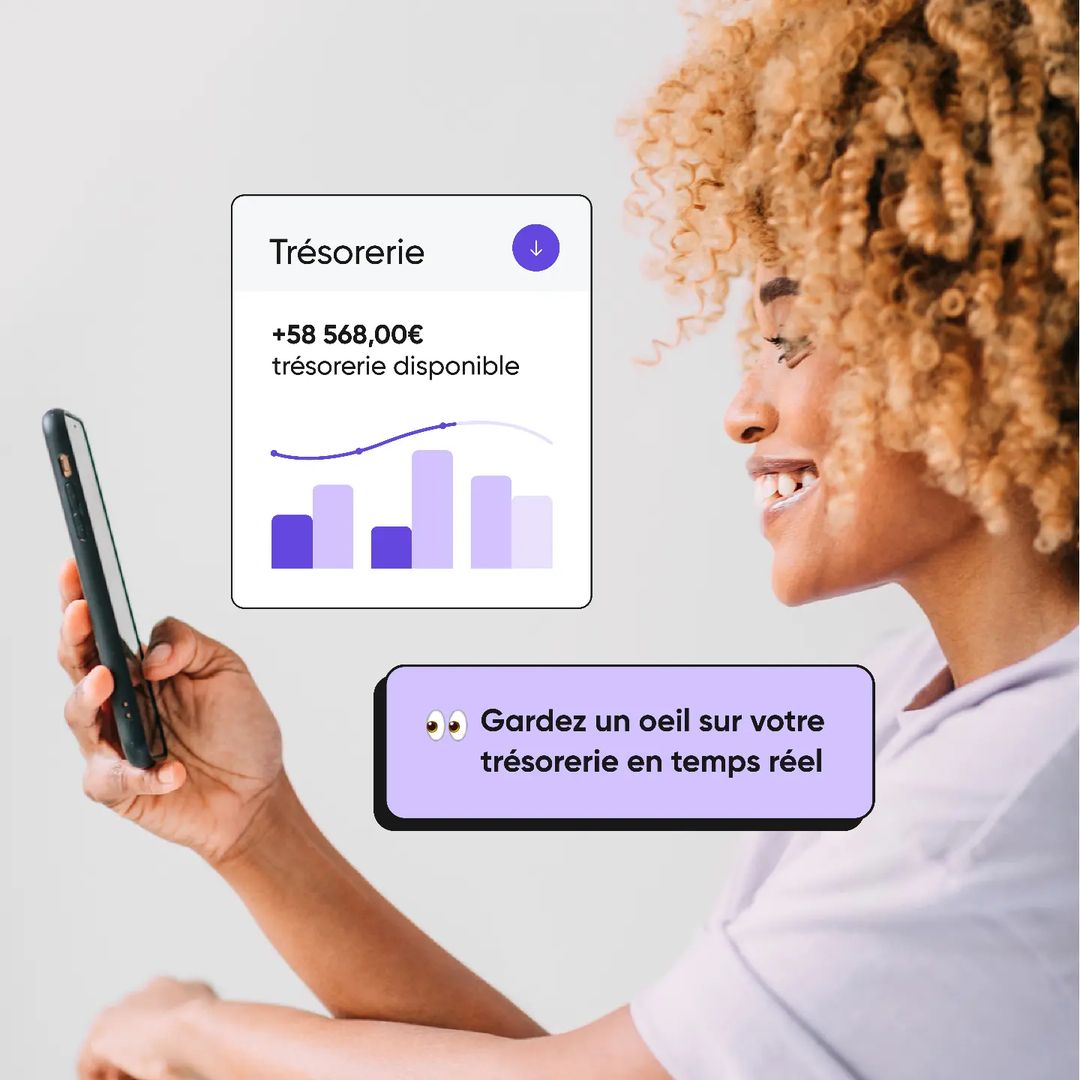 Trésorerie
+58 568,00€
trésorerie disponible
👀 Gardez un oeil sur votre
trésorerie en temps réel